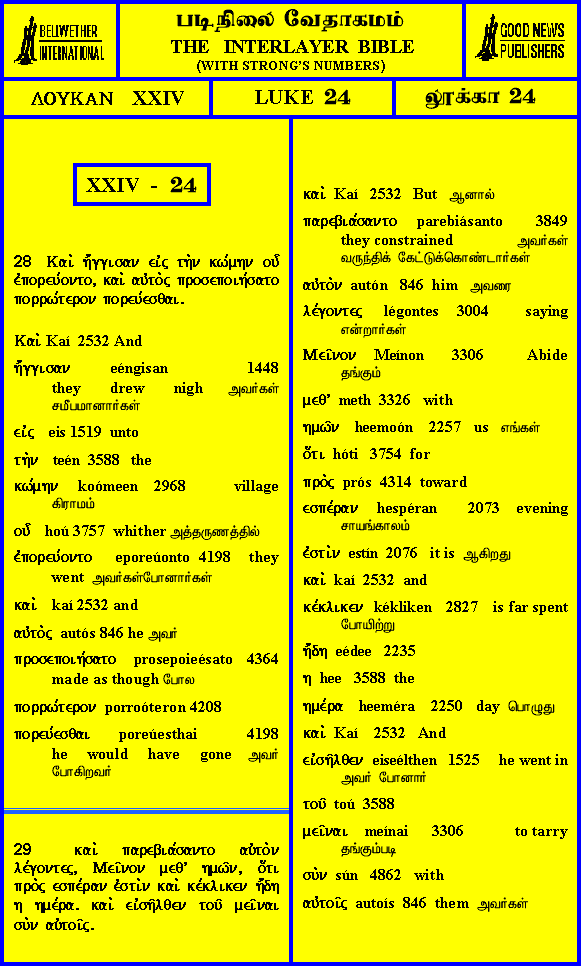 BELLWETHER
INTERNATIONAL
படிநிலை வேதாகமம்
THE INTERLAYER BIBLE
(WITH STRONG'S NUMBERS)
GOOD NEWS
PUBLISHERS
ΛΟΥΚΑΝ XXIV
LUKE 24
லூக்கா 24
XXIV - 24
28 Καὶ ἤγγισαν εἰς τὴν κώμην οὗ
ἐπορεύοντο, καὶ αὐτὸς προσεποιήσατο
πορρώτερον πορεύεσθαι.
Καὶ Kaí 2532 And
ἤγγισαν eéngisan 1448
they drew nigh அவர்கள்
சமீபமானார்கள்
εἰς eis 1519 unto
τὴν teén 3588 the
κώμην koómeen 2968 village
கிராமம்
οὗ hoú 3757 whither அத்தருணத்தில்
ἐπορεύοντο eporeúonto 4198 they
went அவர்கள்போனார்கள்
καὶ kaí 2532 and
αὐτὸς autós 846 he அவர்
προσεποιήσατο prosepoieésato 4364
made as though போல
πορρώτερον porroóteron 4208
πορεύεσθαι poreúesthai 4198
he would have gone அவர்
போகிறவர்
29 καὶ παρεβιάσαντο αὐτὸν
λέγοντες, Μεῖνον μεθ' ημῶν, ὅτι
πρὸς εσπέραν ἐστὶν καὶ κέκλικεν ἤδη
η ημέρα. καὶ εἰσῆλθεν τοῦ μεῖναι
σὺν αὐτοῖς.
καὶ Kaí 2532 But ஆனால்
παρεβιάσαντο parebiásanto 3849
they constrained அவர்கள்
வருந்திக் கேட்டுக்கொண்டார்கள்
αὐτὸν autón 846 him அவரை
λέγοντες légontes 3004 saying
என்றார்கள்
Μεῖνον Meínon 3306 Abide
தங்கும்
μεθ' meth 3326 with
ημῶν heemoón 2257 us எங்கள்
ὅτι hóti 3754 for
πρὸς prós 4314 toward
εσπέραν hespéran 2073 evening
சாயங்காலம்
ἐστὶν estín 2076 it is ஆகிறது
καὶ kaí 2532 and
κέκλικεν kékliken 2827 is far spent
போயிற்று
ἤδη eédee 2235
η hee 3588 the
ημέρα heeméra 2250 day பொழுது
καὶ Kaí 2532 And
εἰσῆλθεν eiseélthen 1525 he went in
அவர் போனார்
τοῦ toú 3588
μεῖναι meínai 3306 to tarry
தங்கும்படி
σὺν sún 4862 with
αὐτοῖς autoís 846 them அவர்கள்